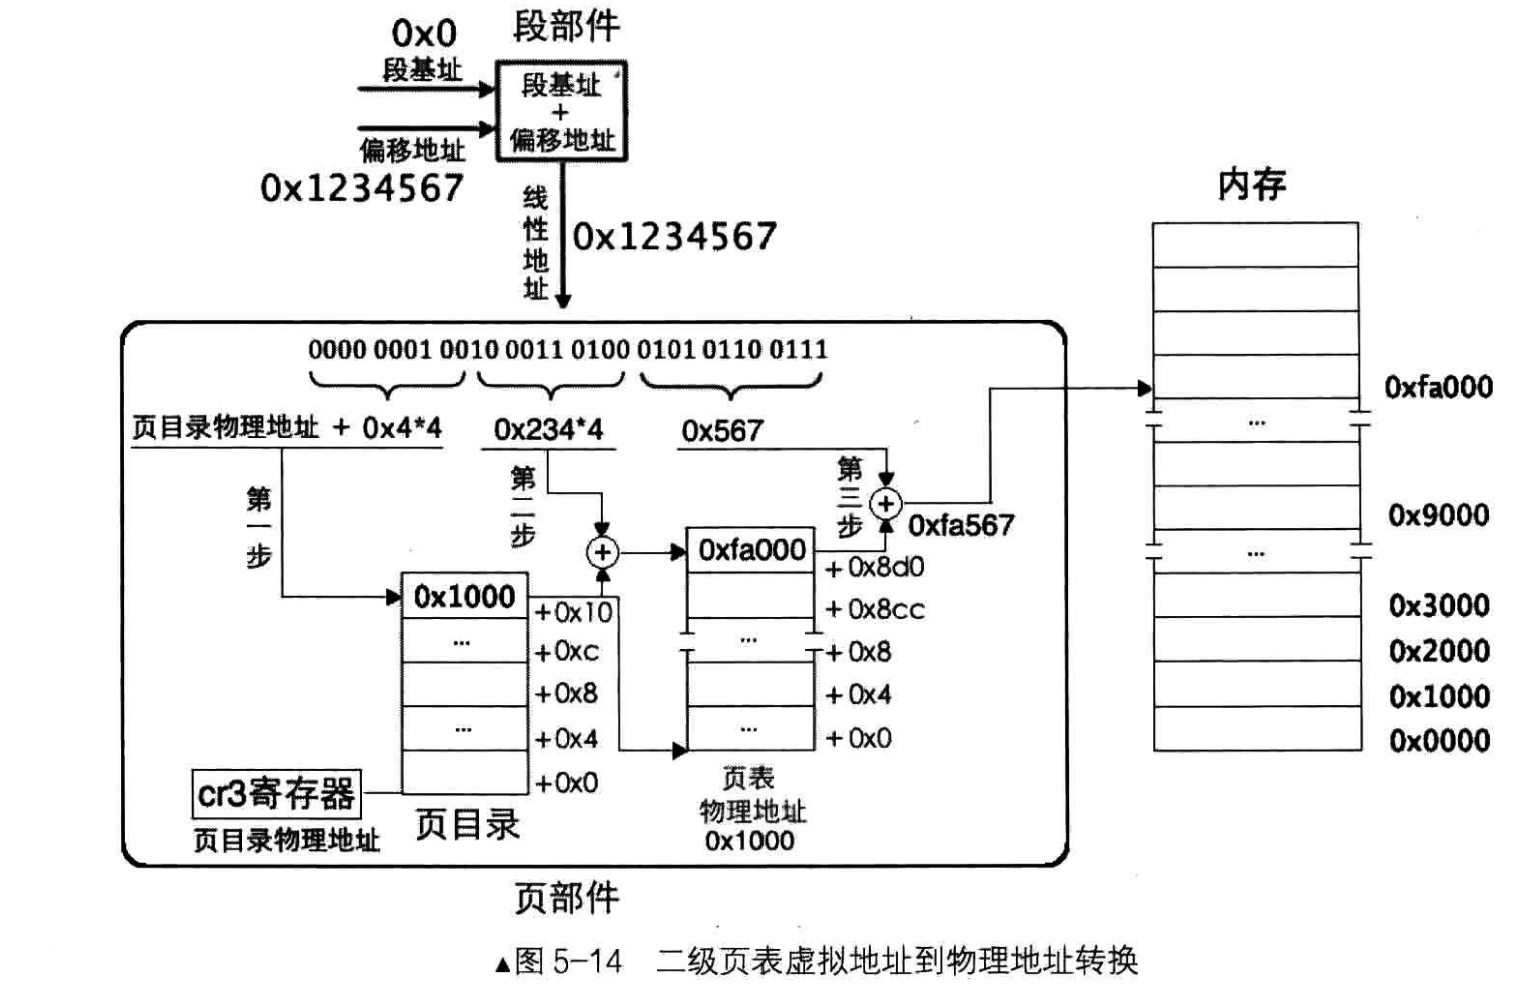 段部件
0x0
段基址
段基址
+
偏移地址
偏移地址
0x1234567
线性地址
0x1234567
内存
0000 0001 0010 0011 0100 0101 0110 0111
页目录物理地址 + 0x4*4
0x234*4
0x567
第一步
第二步
第三步
+
+
0xfa567
0x1000
...
...
+0x10
+0xc
+0x8
+0x4
+0x0
0xfa000
...
...
+0x8d0
+0x8cc
+0x8
+0x4
+0x0
cr3寄存器
页目录物理地址
页目录
页表
物理地址
0x1000
...
...
0xfa000
0x9000
0x3000
0x2000
0x1000
0x0000
页部件
▲图 5-14 二级页表虚拟地址到物理地址转换